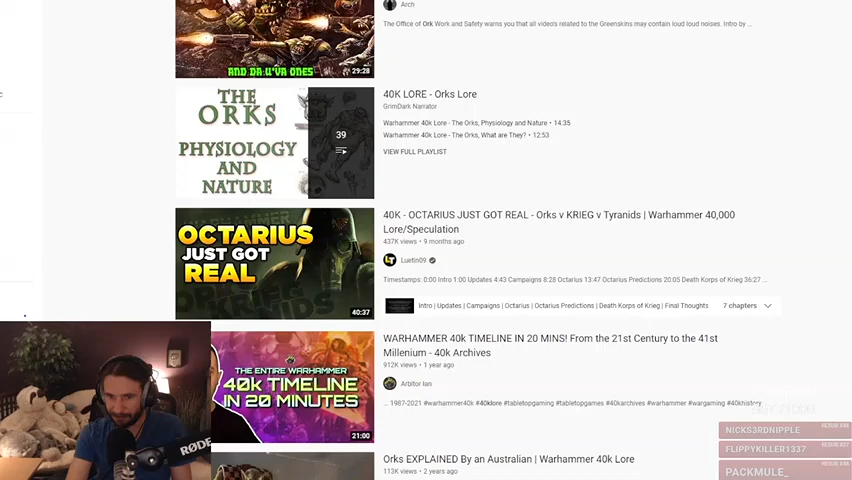 Arch
The Office of Ork Work and Safety warns you that all video's related to the Greenskins may contain loud loud noises. Intro by ...
AND DA U'VA ONES
29:28
40K LORE - Orks Lore
GrimDark Narrator
THE
ORKS
PHYSIOLOGY
AND
NATURE
39
Warhammer 40k Lore - The Orks, Physiology and Nature • 14:35
Warhammer 40k Lore - The Orks, What are They? • 12:53
VIEW FULL PLAYLIST
OCTARIUS
JUST GOT
REAL
40:37
40K - OCTARIUS JUST GOT REAL - Orks v KRIEG v Tyranids | Warhammer 40,000
Lore/Speculation
437K views • 9 months ago
Luetin09
Timestamps: 0:00 Intro 1:00 Updates 4:43 Campaigns 8:28 Octarius 13:47 Octarius Predictions 20:05 Death Korps of Krieg 36:27 ...
Intro | Updates | Campaigns | Octarius | Octarius Predictions | Death Korps of Krieg | Final Thoughts
7 chapters
THE ENTIRE WARHAMMER
40K TIMELINE
IN 20 MINUTES
21:00
WARHAMMER 40k TIMELINE IN 20 MINS! From the 21st Century to the 41st
Millenium - 40k Archives
912K views • 1 year ago
Arbitor Ian
... 1987-2021 #warhammer40k #40klore #tabletopgaming #tabletopgames #40karchives #warhammer #wargaming #40khistory
Orks EXPLAINED By an Australian | Warhammer 40k Lore
113K views • 2 years ago
RØDE
NICKS3RDNIPPLE
FLIPPYKILLER1337
PACKMULE_